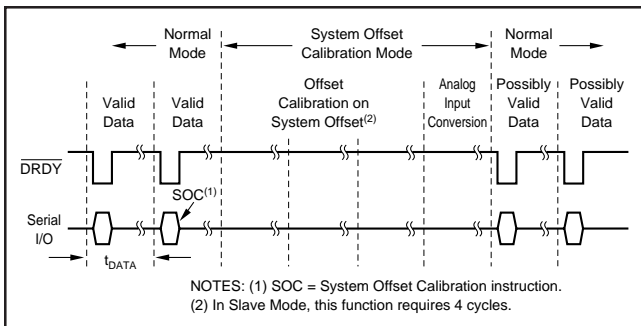 Normal
Mode
System Offset
Calibration Mode
Normal
Mode
Valid
Data
Valid
Data
Offset
Calibration on
System Offset(2)
Analog
Input
Conversion
Possibly
Valid
Data
Possibly
Valid
Data
DRDY
SOC(1)
Serial
I/O
tDATA
NOTES: (1) SOC = System Offset Calibration instruction.
(2) In Slave Mode, this function requires 4 cycles.